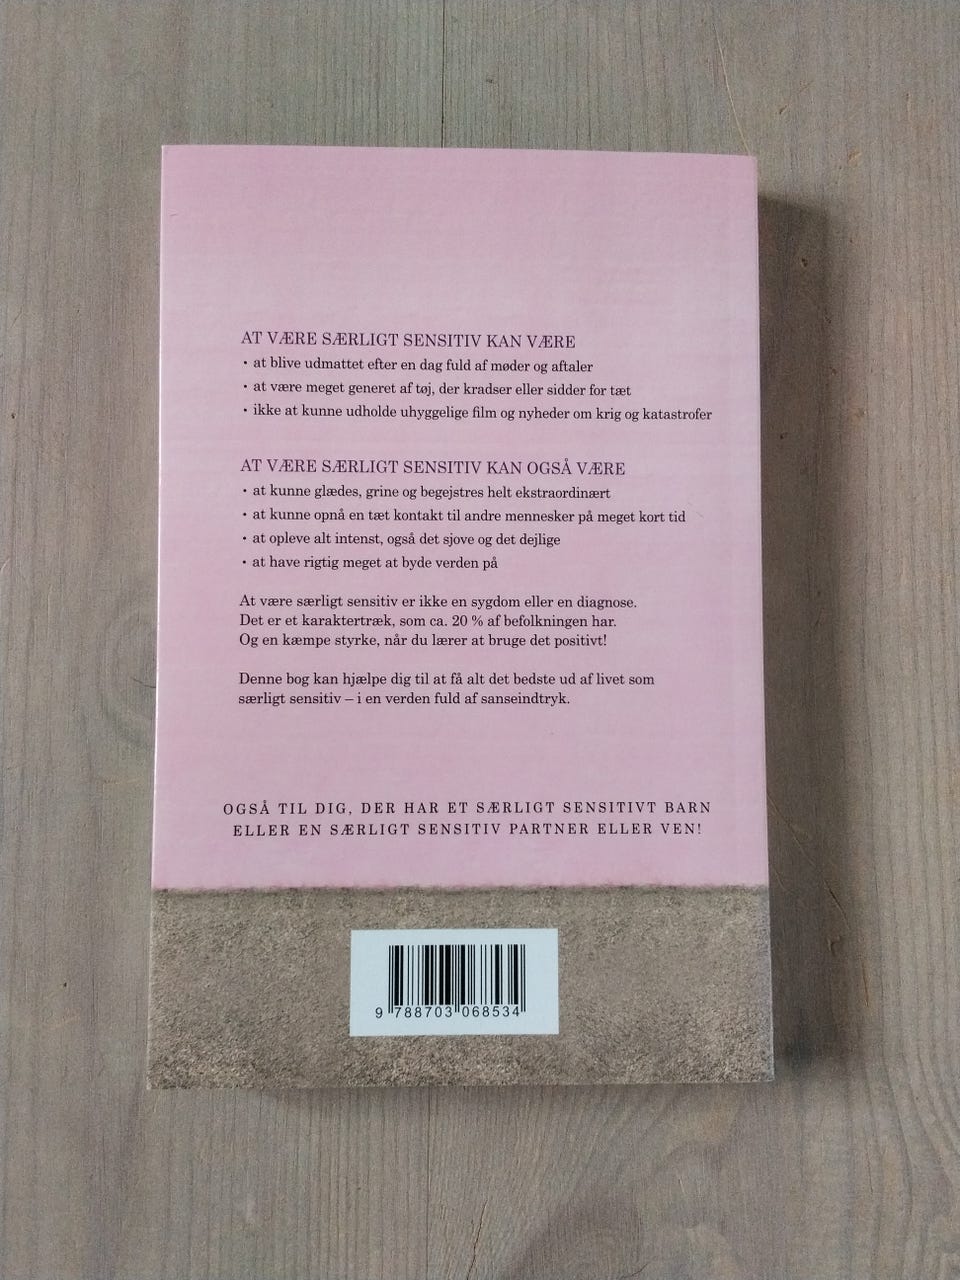 AT VÆRE SÆRLIGT SENSITIV KAN VÆRE
• at blive udmattet efter en dag fuld af møder og aftaler
• at være meget generet af tøj, der kradser eller sidder for tæt
• ikke at kunne udholde uhyggelige film og nyheder om krig og katastrofer
AT VÆRE SÆRLIGT SENSITIV KAN OGSÅ VÆRE
• at kunne glædes, grine og begejstres helt ekstraordinært
• at kunne opnå en tæt kontakt til andre mennesker på meget kort tid
• at opleve alt intenst, også det sjove og det dejlige
• at have rigtig meget at byde verden på
At være særligt sensitiv er ikke en sygdom eller en diagnose.
Det er et karaktertræk, som ca. 20 % af befolkningen har.
Og en kæmpe styrke, når du lærer at bruge det positivt!
Denne bog kan hjælpe dig til at få alt det bedste ud af livet som
særligt sensitiv – i en verden fuld af sanseindtryk.
OGSÅ TIL DIG, DER HAR ET SÆRLIGT SENSITIVT BARN
ELLER EN SÆRLIGT SENSITIV PARTNER ELLER VEN!
9 788703 068534